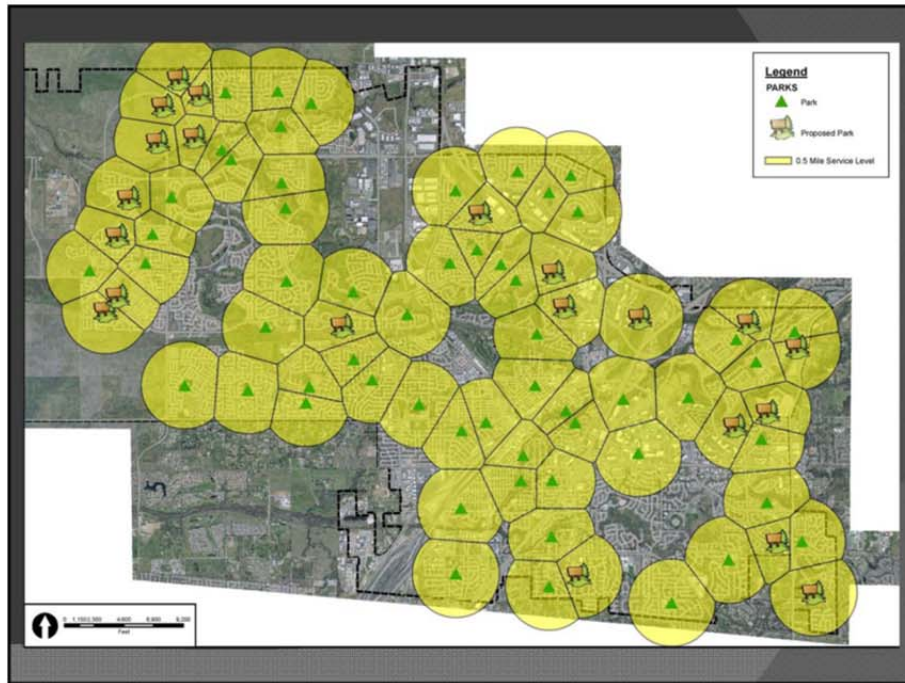 Legend
PARKS
Park
Proposed Park
0.5 Mile Service Level
Feet